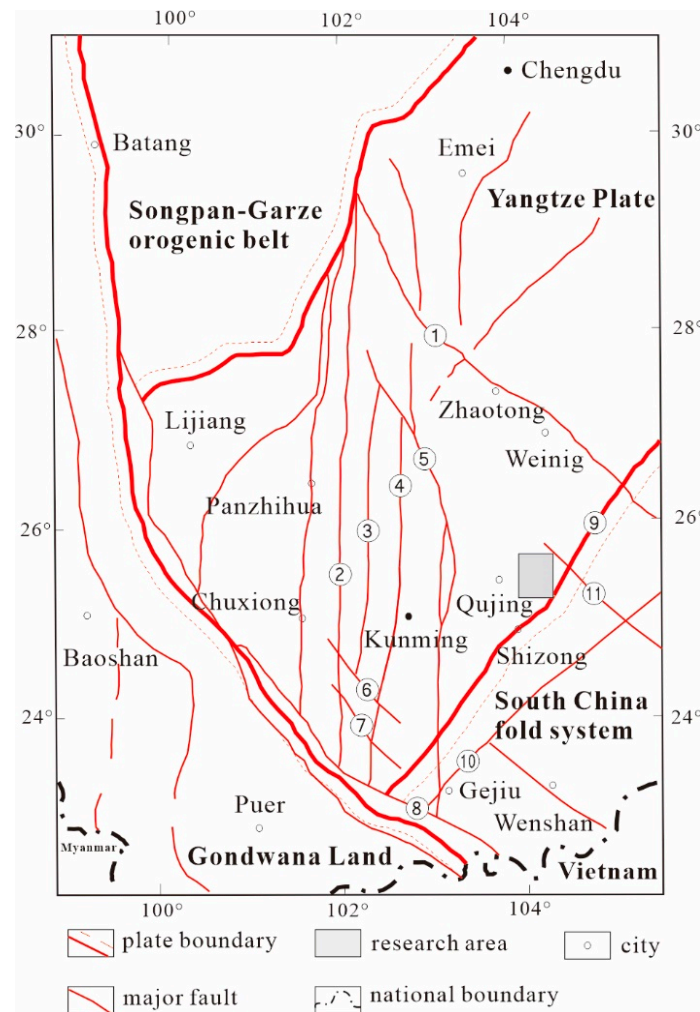 100°
102°
104°
Chengdu
30°
30°
Batang
Emei
Songpan-Garze
orogenic belt
Yangtze Plate
28°
28°
1
Zhaotong
Lijiang
Weinig
5
4
Panzhihua
26°
26°
3
9
2
11
Chuxiong
Qujing
Kunming
Baoshan
Shizong
6
South China
fold system
24°
24°
7
10
8
Gejiu
Puer
Wenshan
Myanmar
Gondwana Land
Vietnam
100°
102°
104°
plate boundary
research area
city
major fault
national boundary